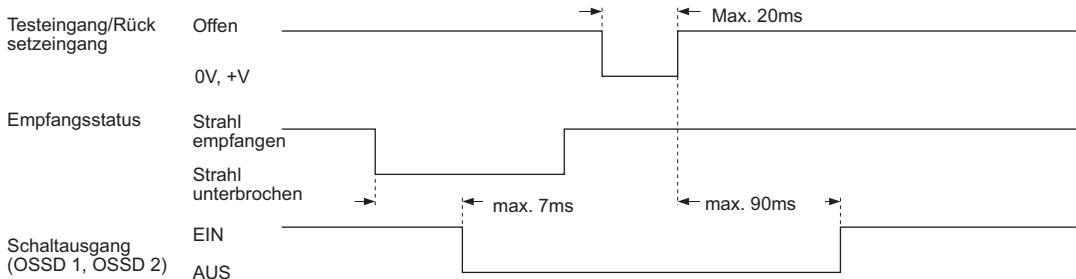 Testeingang/Rück
setzeingang
Offen
Max. 20ms
0V, +V
Empfangsstatus
Strahl
empfangen
Strahl
unterbrochen
max. 7ms
max. 90ms
Schaltausgang
(OSSD 1, OSSD 2)
EIN
AUS